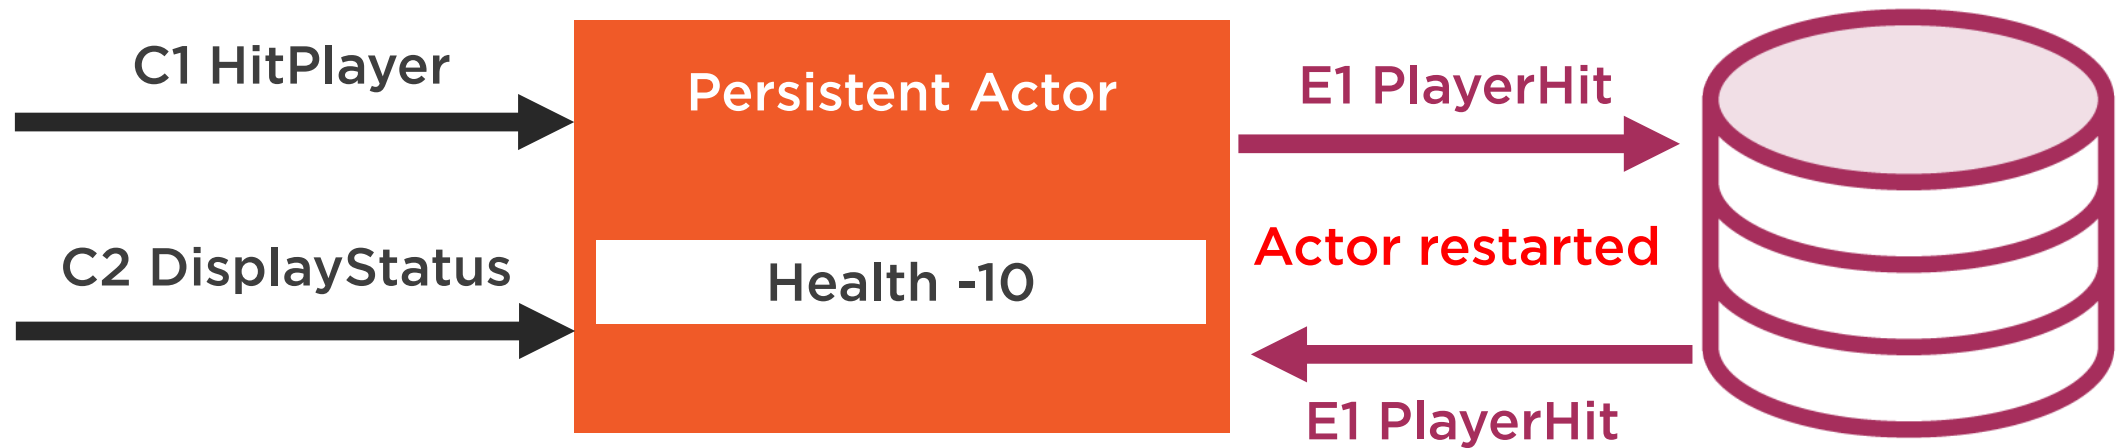 C1 HitPlayer
Persistent Actor
E1 PlayerHit
C2 DisplayStatus
Health -10
Actor restarted
E1 PlayerHit